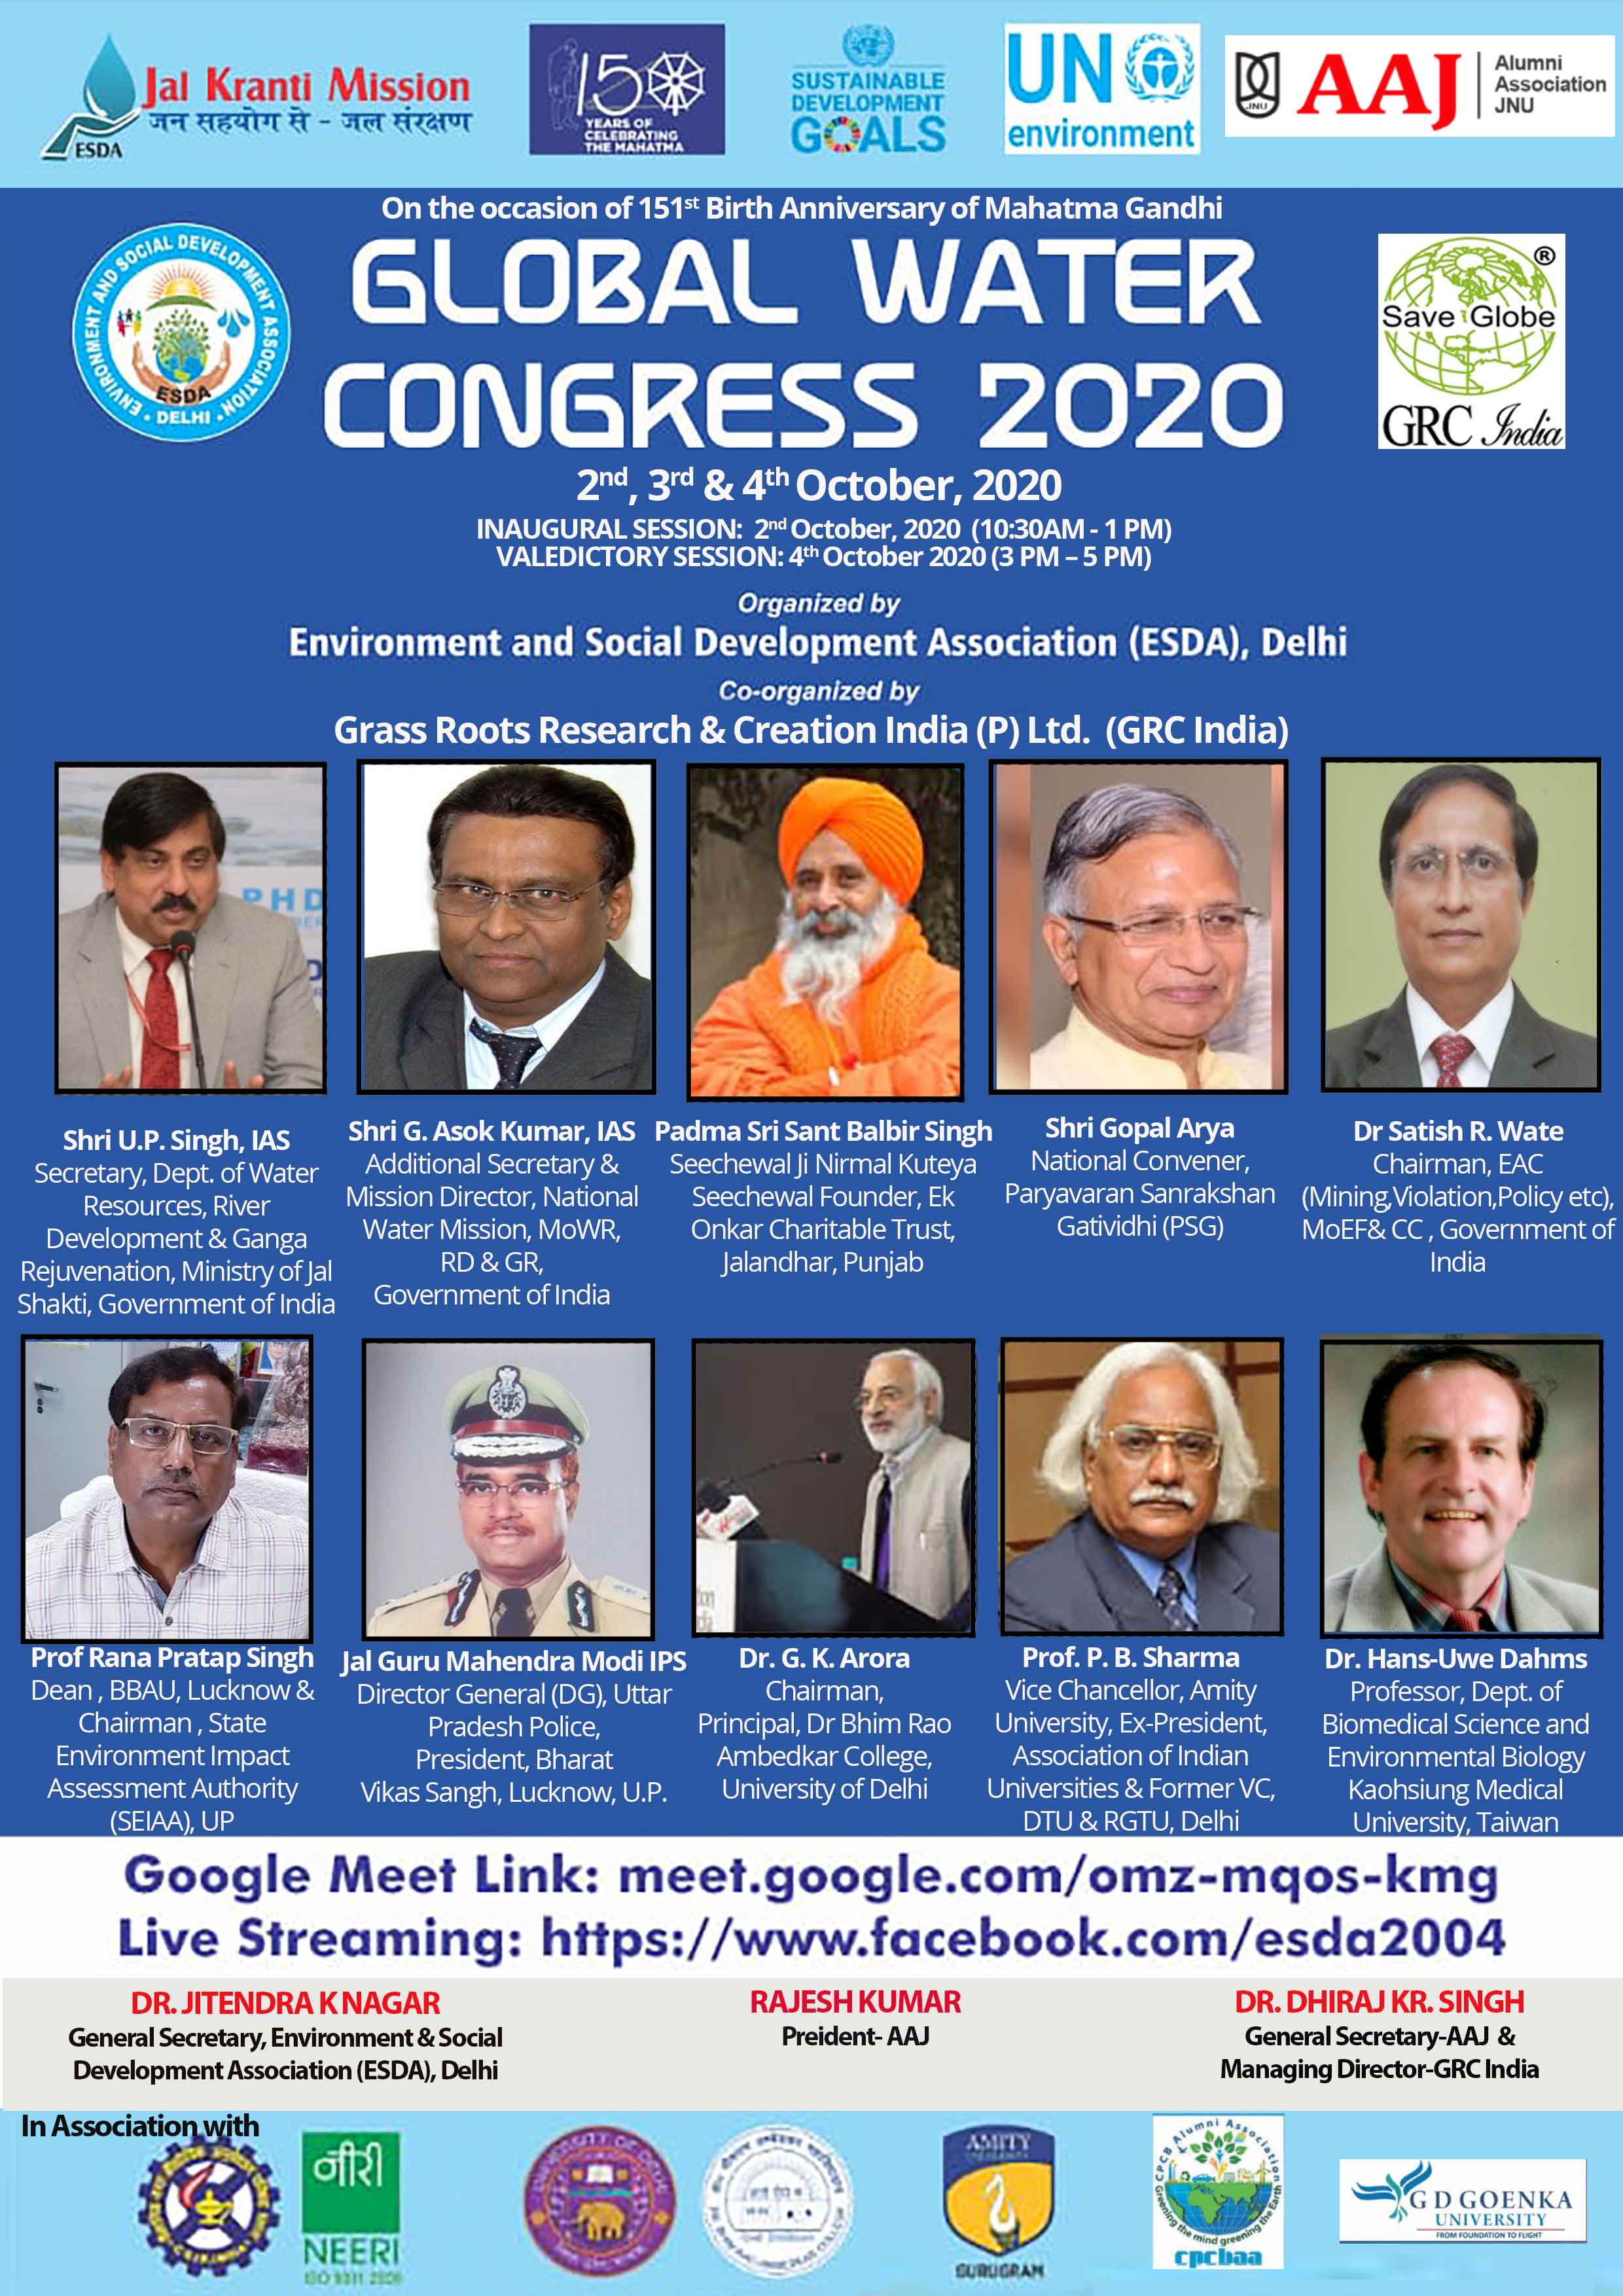 Jal Kranti Mission
जन सहयोग से - जल संरक्षण
ESDA
150
YEARS OF
CELEBRATING
THE MAHATMA
SUSTAINABLE
DEVELOPMENT
GOALS
UN
environment
JNU
AAJ
Alumni
Association
JNU
On the occasion of 151st Birth Anniversary of Mahatma Gandhi
GLOBAL WATER
CONGRESS 2020
ENVIRONMENT AND SOCIAL DEVELOPMENT ASSOCIATION
ESDA
• DELHI •
®
Save Globe
GRC India
2nd, 3rd & 4th October, 2020
INAUGURAL SESSION: 2nd October, 2020 (10:30AM - 1 PM)
VALEDICTORY SESSION: 4th October 2020 (3 PM – 5 PM)
Organized by
Environment and Social Development Association (ESDA), Delhi
Co-organized by
Grass Roots Research & Creation India (P) Ltd. (GRC India)
PHD
Shri U.P. Singh, IAS
Secretary, Dept. of Water
Resources, River
Development & Ganga
Rejuvenation, Ministry of Jal
Shakti, Government of India
Shri G. Asok Kumar, IAS
Additional Secretary &
Mission Director, National
Water Mission, MoWR,
RD & GR,
Government of India
Padma Sri Sant Balbir Singh
Seechewal Ji Nirmal Kuteya
Seechewal Founder, Ek
Onkar Charitable Trust,
Jalandhar, Punjab
Shri Gopal Arya
National Convener,
Paryavaran Sanrakshan
Gatividhi (PSG)
Dr Satish R. Wate
Chairman, EAC
(Mining,Violation,Policy etc),
MoEF& CC , Government of
India
Prof Rana Pratap Singh
Dean , BBAU, Lucknow &
Chairman , State
Environment Impact
Assessment Authority
(SEIAA), UP
Jal Guru Mahendra Modi IPS
Director General (DG), Uttar
Pradesh Police,
President, Bharat
Vikas Sangh, Lucknow, U.P.
Dr. G. K. Arora
Chairman,
Principal, Dr Bhim Rao
Ambedkar College,
University of Delhi
Prof. P. B. Sharma
Vice Chancellor, Amity
University, Ex-President,
Association of Indian
Universities & Former VC,
DTU & RGTU, Delhi
Dr. Hans-Uwe Dahms
Professor, Dept. of
Biomedical Science and
Environmental Biology
Kaohsiung Medical
University, Taiwan
Google Meet Link: meet.google.com/omz-mqos-kmg
Live Streaming: https://www.facebook.com/esda2004
DR. JITENDRA K NAGAR
General Secretary, Environment & Social
Development Association (ESDA), Delhi
RAJESH KUMAR
Preident- AAJ
DR. DHIRAJ KR. SINGH
General Secretary-AAJ &
Managing Director-GRC India
In Association with
नीरी
NEERI
UNIVERSITY OF DELHI
AMITY
GURUGRAM
CPCB Alumni Association
Greening the mind greening the Earth
cpcbaa
G D GOENKA
UNIVERSITY
FROM FOUNDATION TO FLIGHT